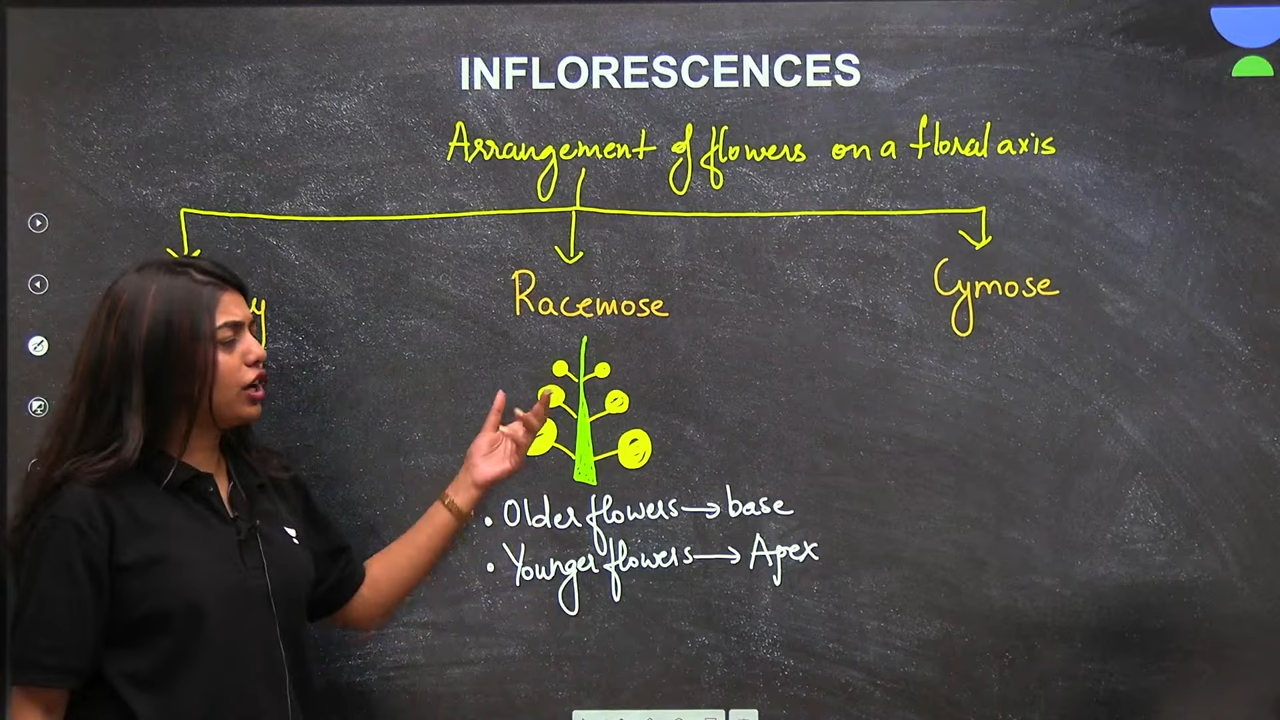 INFLORESCENCES
Arrangement of flowers on a floral axis
Racemose
Cymose
• Older flowers → base
• Younger flowers → Apex